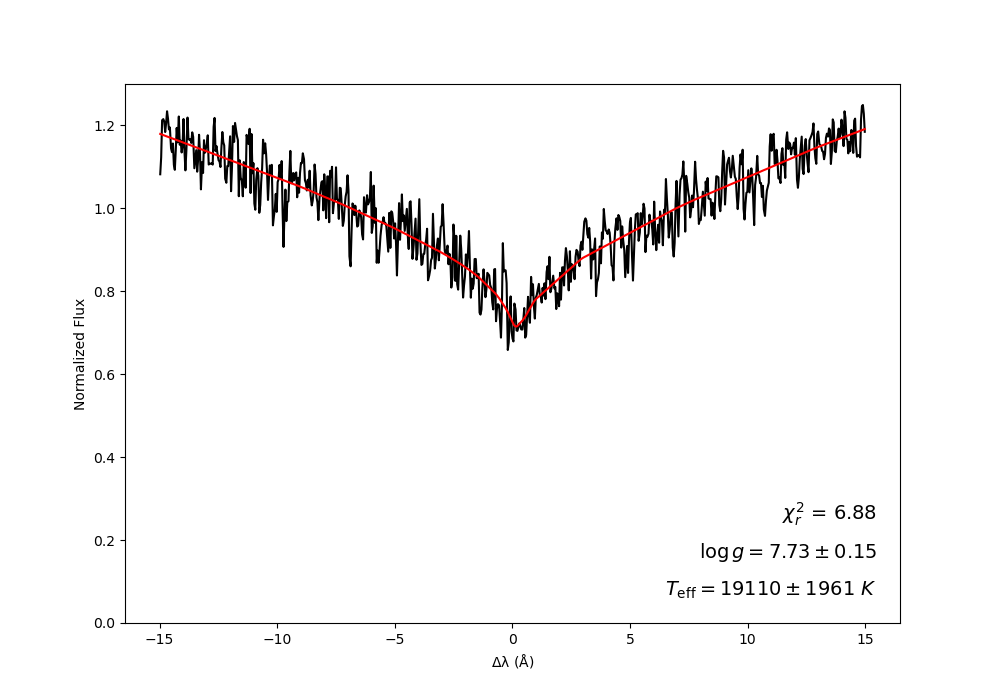 1.2
1.0
0.8
0.6
0.4
0.2
0.0
Normalized Flux
χ²ᵣ = 6.88
log g = 7.73 ± 0.15
T_eff = 19110 ± 1961 K
−15 −10 −5 0 5 10 15
Δλ (Å)